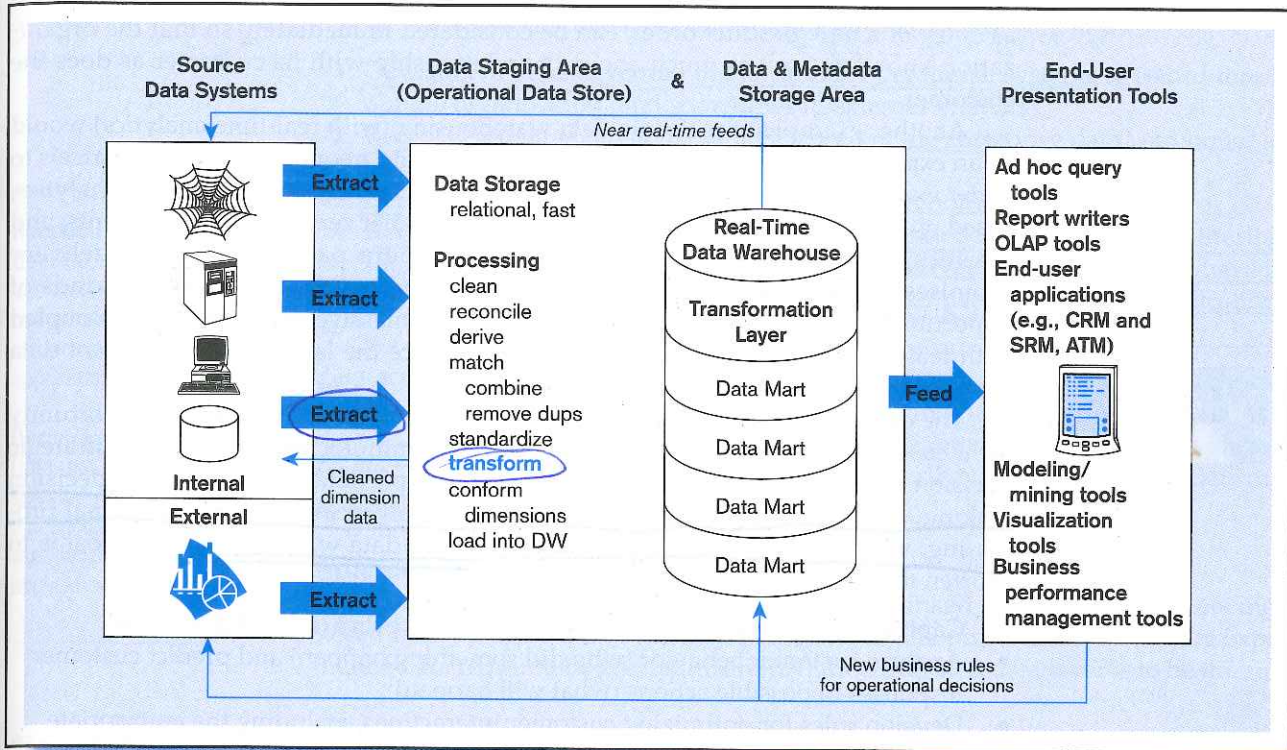 Source
Data Systems
Data Staging Area
(Operational Data Store)
&
Data & Metadata
Storage Area
End-User
Presentation Tools
Near real-time feeds
Extract
Extract
Extract
Extract
Internal
External
Cleaned
dimension
data
Data Storage
relational, fast
Processing
clean
reconcile
derive
match
combine
remove dups
standardize
transform
conform
dimensions
load into DW
Real-Time
Data Warehouse
Transformation
Layer
Data Mart
Data Mart
Data Mart
Data Mart
Feed
Ad hoc query
tools
Report writers
OLAP tools
End-user
applications
(e.g., CRM and
SRM, ATM)
Modeling/
mining tools
Visualization
tools
Business
performance
management tools
New business rules
for operational decisions